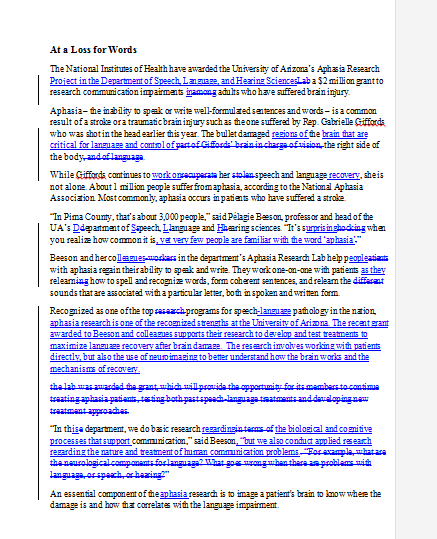 At a Loss for Words
The National Institutes of Health have awarded the University of Arizona's Aphasia Research
Project in the Department of Speech, Language, and Hearing SciencesLab a $2 million grant to
research communication impairments inamong adults who have suffered brain injury.
Aphasia – the inability to speak or write well-formulated sentences and words – is a common
result of a stroke or a traumatic brain injury such as the one suffered by Rep. Gabrielle Giffords
who was shot in the head earlier this year. The bullet damaged regions of the brain that are
critical for language and control of part of Giffords' brain in charge of vision, the right side of
the body, and of language.
While Giffords continues to work onrecuperate her stolen speech and language recovery, she is
not alone. About 1 million people suffer from aphasia, according to the National Aphasia
Association. Most commonly, aphasia occurs in patients who have suffered a stroke.
"In Pima County, that's about 3,000 people," said Pélagie Beeson, professor and head of the
UA's Ddepartment of Sspeech, Llanguage and Hhearing sciences. "It's surprisingshocking when
you realize how common it is, yet very few people are familiar with the word 'aphasia'."
Beeson and her colleagues workers in the department's Aphasia Research Lab help peoplepatients
with aphasia regain their ability to speak and write. They work one-on-one with patients as they
relearning how to spell and recognize words, form coherent sentences, and relearn the different
sounds that are associated with a particular letter, both in spoken and written form.
Recognized as one of the top research programs for speech-language pathology in the nation,
aphasia research is one of the recognized strengths at the University of Arizona. The recent grant
awarded to Beeson and colleagues supports their research to develop and test treatments to
maximize language recovery after brain damage. The research involves working with patients
directly, but also the use of neuroimaging to better understand how the brain works and the
mechanisms of recovery.
the lab was awarded the grant, which will provide the opportunity for its members to continue
treating aphasia patients, testing both past speech-language treatments and developing new
treatment approaches.
"In thise department, we do basic research regardingin terms of the biological and cognitive
processes that support communication," said Beeson, "but we also conduct applied research
regarding the nature and treatment of human communication problems. "For example, what are
the neurological components for language? What goes wrong when there are problems with
language, or speech, or hearing?"
An essential component of the aphasia research is to image a patient's brain to know where the
damage is and how that correlates with the language impairment.